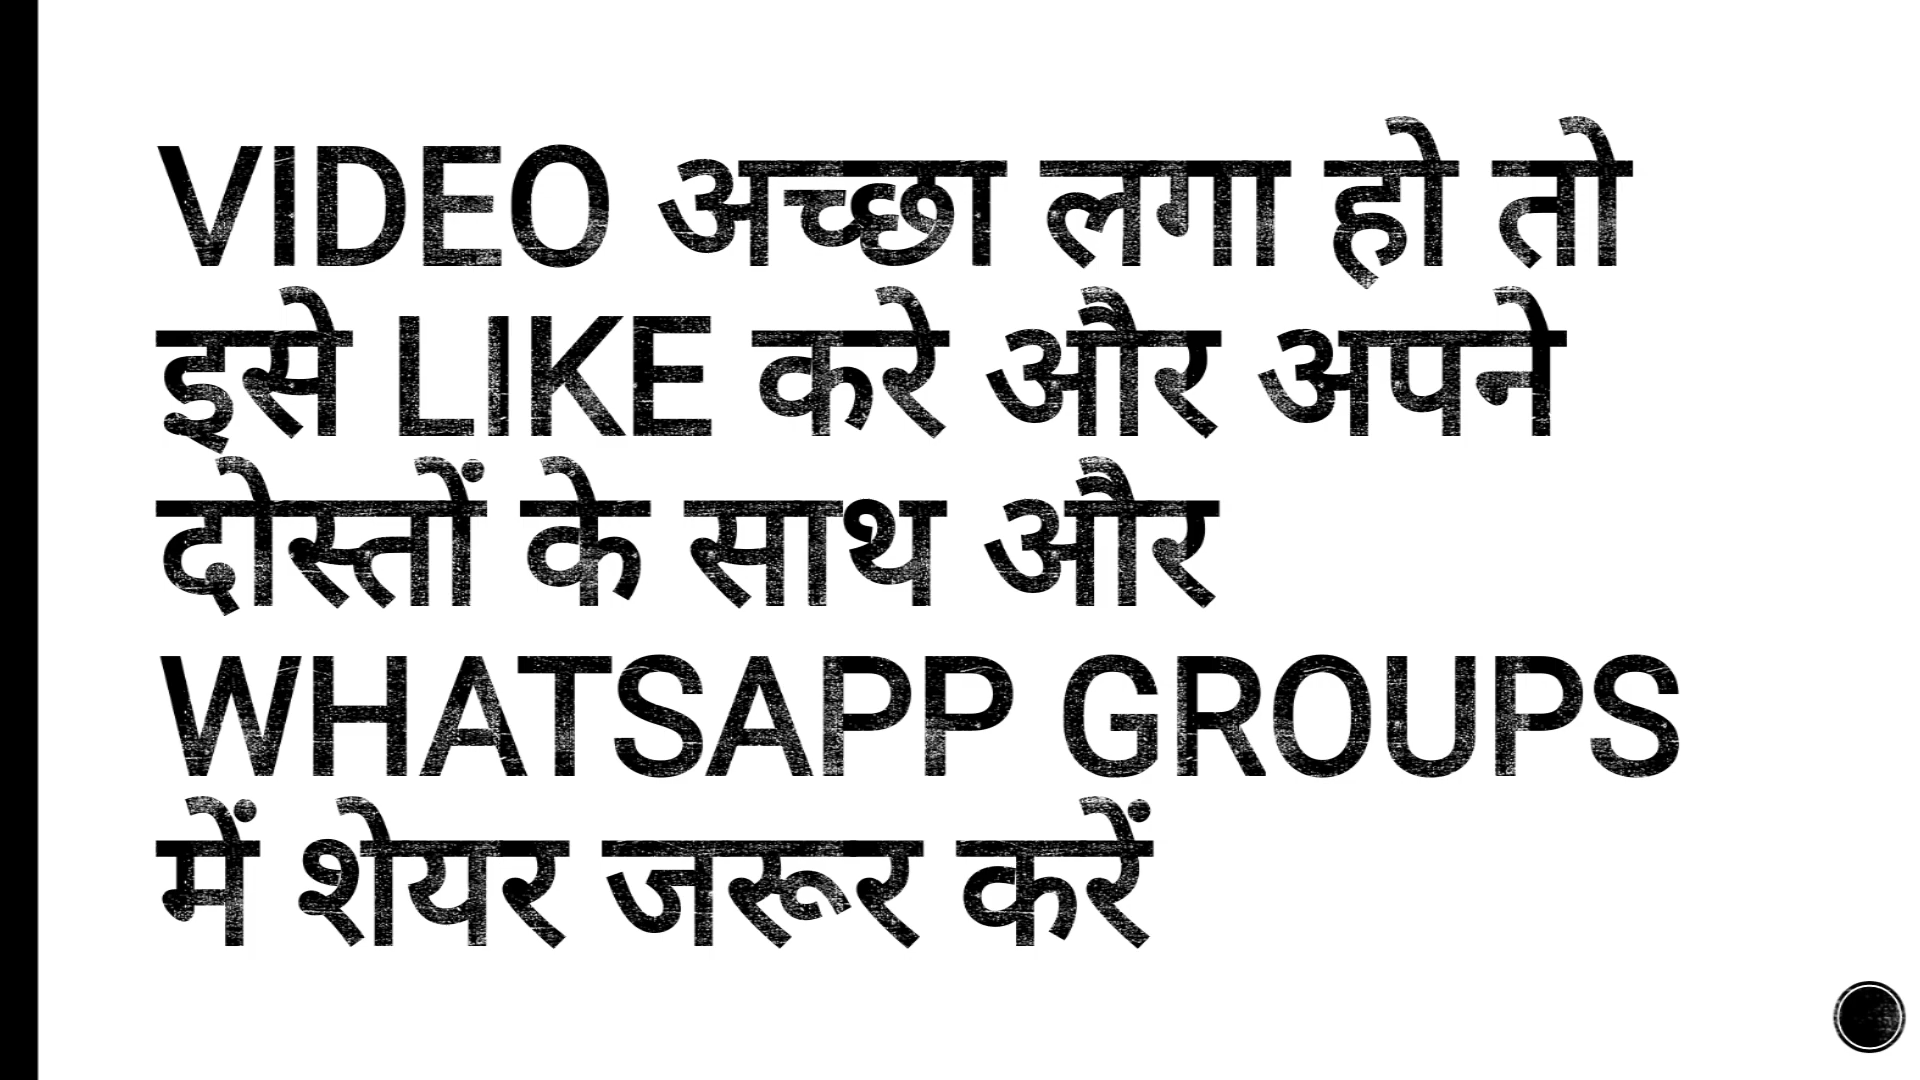 VIDEO अच्छा लगा हो तो
इसे LIKE करे और अपने
दोस्तों के साथ और
WHATSAPP GROUPS
में शेयर जरूर करें